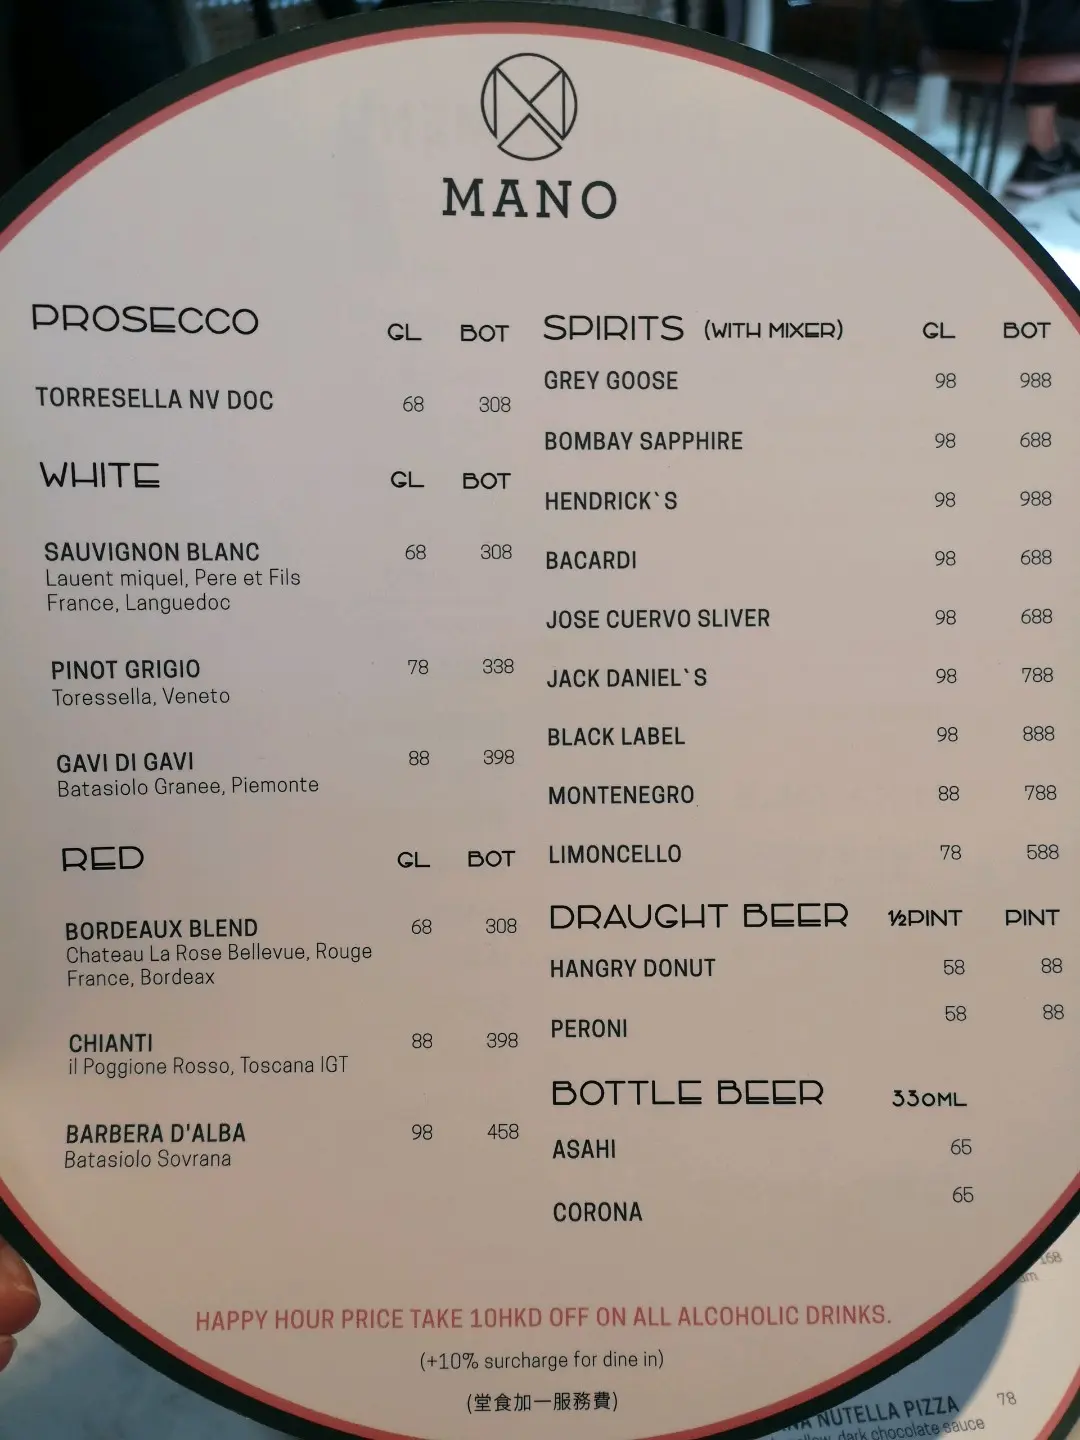 MANO
PROSECCO GL BOT
TORRESELLA NV DOC 68 308
WHITE GL BOT
SAUVIGNON BLANC 68 308
Lauent miquel, Pere et Fils
France, Languedoc
PINOT GRIGIO 78 338
Toressella, Veneto
GAVI DI GAVI 88 398
Batasiolo Granee, Piemonte
RED GL BOT
BORDEAUX BLEND 68 308
Chateau La Rose Bellevue, Rouge
France, Bordeax
CHIANTI 88 398
il Poggione Rosso, Toscana IGT
BARBERA D'ALBA 98 458
Batasiolo Sovrana
SPIRITS (WITH MIXER) GL BOT
GREY GOOSE 98 988
BOMBAY SAPPHIRE 98 688
HENDRICK`S 98 988
BACARDI 98 688
JOSE CUERVO SLIVER 98 688
JACK DANIEL`S 98 788
BLACK LABEL 98 888
MONTENEGRO 88 788
LIMONCELLO 78 588
DRAUGHT BEER ½PINT PINT
HANGRY DONUT 58 88
PERONI 58 88
BOTTLE BEER 330ML
ASAHI 65
CORONA 65
HAPPY HOUR PRICE TAKE 10HKD OFF ON ALL ALCOHOLIC DRINKS.
(+10% surcharge for dine in)
(堂食加一服務費)
168
NUTELLA PIZZA 78
dark chocolate sauce